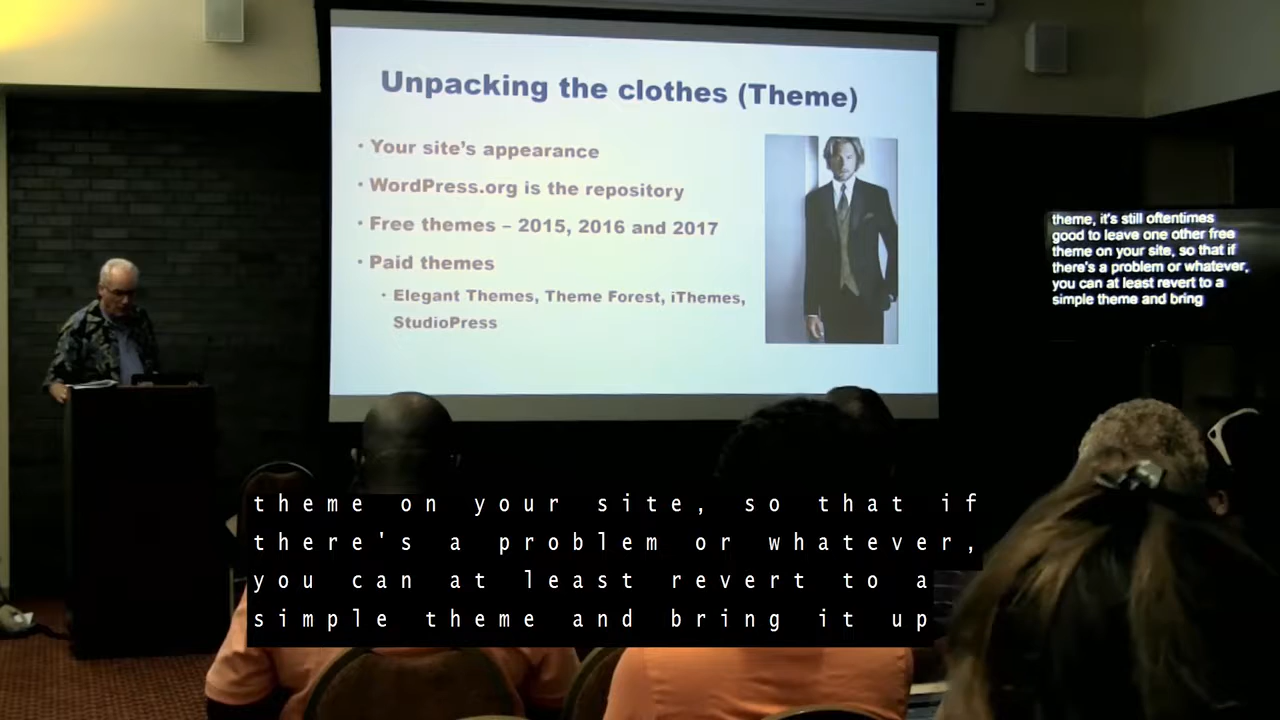 Unpacking the clothes (Theme)
• Your site's appearance
• WordPress.org is the repository
• Free themes – 2015, 2016 and 2017
• Paid themes
• Elegant Themes, Theme Forest, iThemes,
StudioPress
theme, it's still oftentimes
good to leave one other free
theme on your site, so that if
there's a problem or whatever,
you can at least revert to a
simple theme and bring
theme on your site, so that if
there's a problem or whatever,
you can at least revert to a
simple theme and bring it up